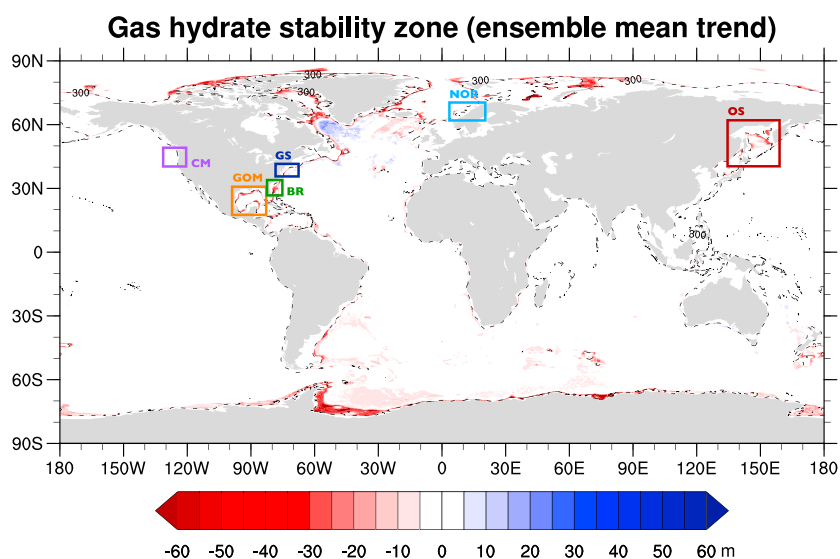 Gas hydrate stability zone (ensemble mean trend)
90N
60N
30N
0
30S
60S
90S
300
300
300
300
300
300
NOR
OS
CM
GS
GOM
BR
180 150W 120W 90W 60W 30W 0 30E 60E 90E 120E 150E 180
-60 -50 -40 -30 -20 -10 0 10 20 30 40 50 60 m